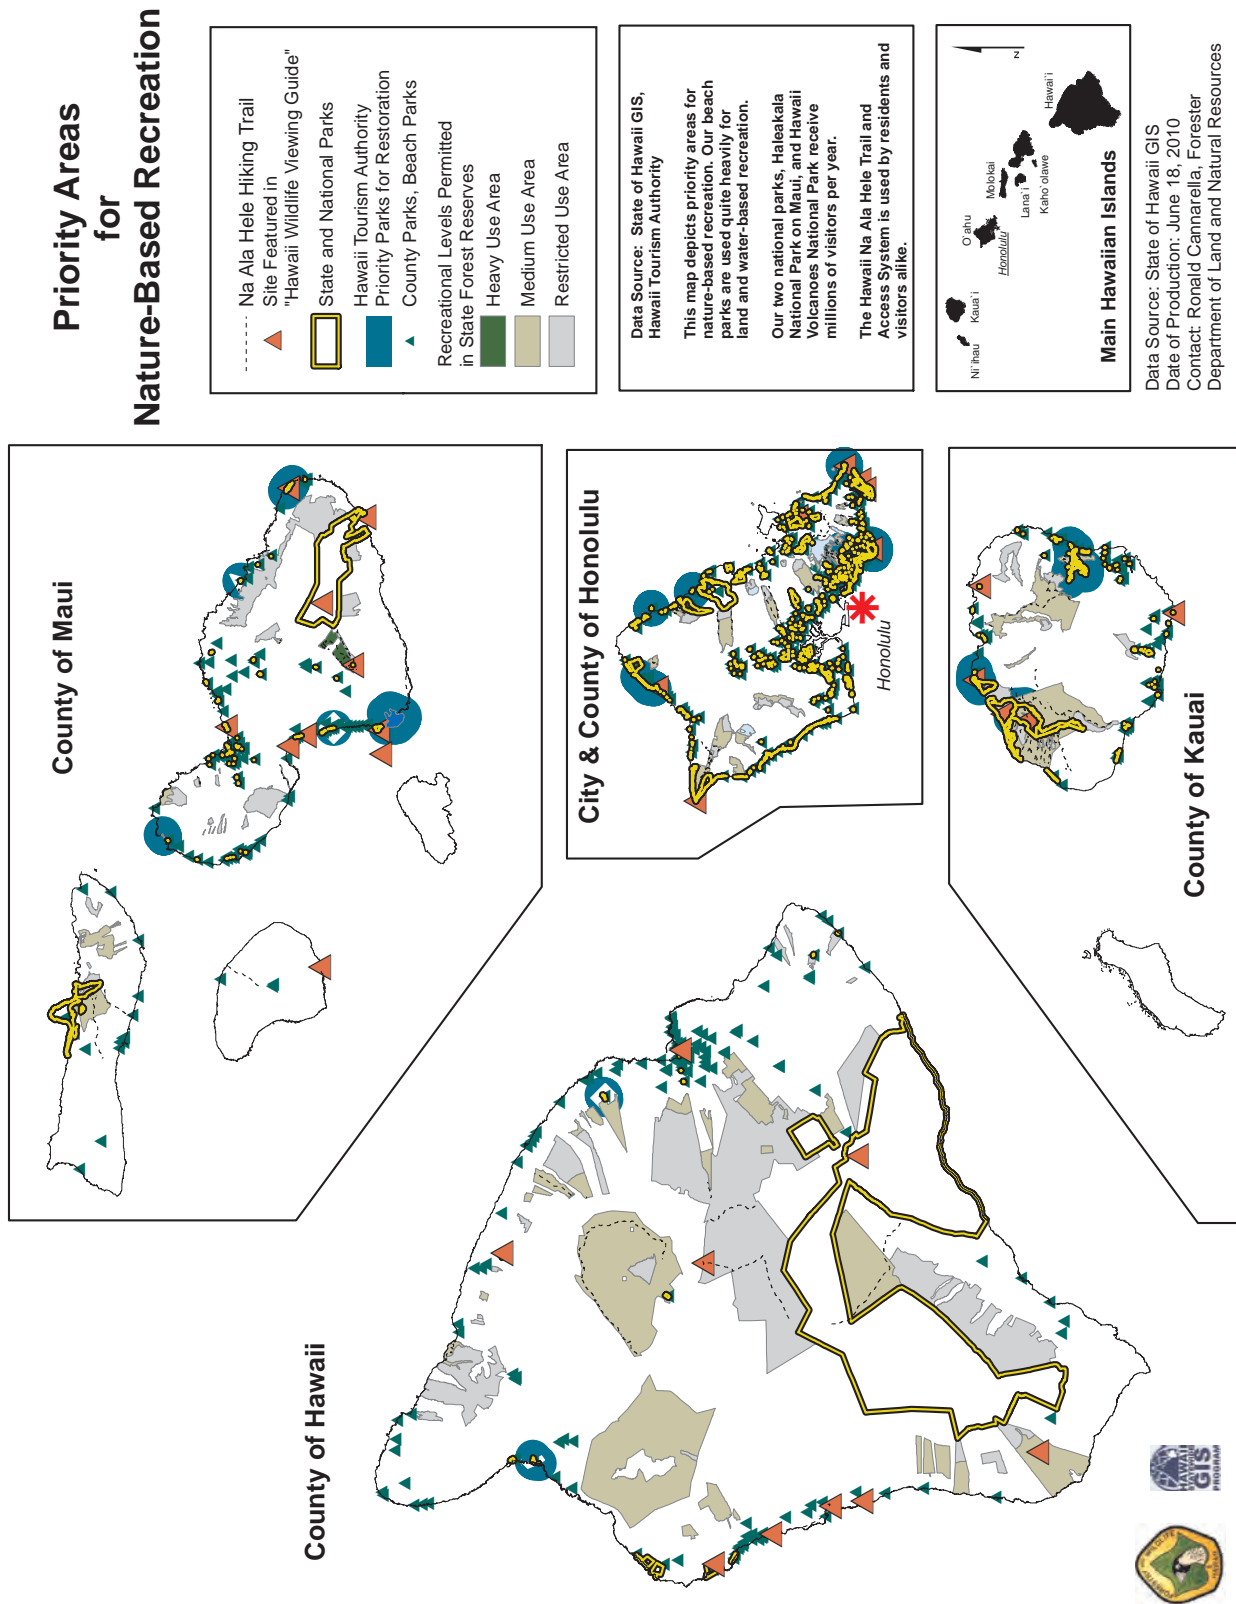 Priority Areas
for
Nature-Based Recreation
Na Ala Hele Hiking Trail
Site Featured in
"Hawaii Wildlife Viewing Guide"
State and National Parks
Hawaii Tourism Authority
Priority Parks for Restoration
County Parks, Beach Parks
Recreational Levels Permitted
in State Forest Reserves
Heavy Use Area
Medium Use Area
Restricted Use Area
Data Source: State of Hawaii GIS,
Hawaii Tourism Authority
This map depicts priority areas for
nature-based recreation. Our beach
parks are used quite heavily for
land and water-based recreation.
Our two national parks, Haleakala
National Park on Maui, and Hawaii
Volcanoes National Park receive
millions of visitors per year.
The Hawaii Na Ala Hele Trail and
Access System is used by residents and
visitors alike.
Ni`ihau
Kaua`i
O`ahu
Honolulu
Molokai
Lana`i
Kaho`olawe
Hawai`i
N
Main Hawaiian Islands
Data Source: State of Hawaii GIS
Date of Production: June 18, 2010
Contact: Ronald Cannarella, Forester
Department of Land and Natural Resources
County of Maui
City & County of Honolulu
Honolulu
County of Kauai
County of Hawaii
HAWAII
STATEWIDE
GIS
PROGRAM